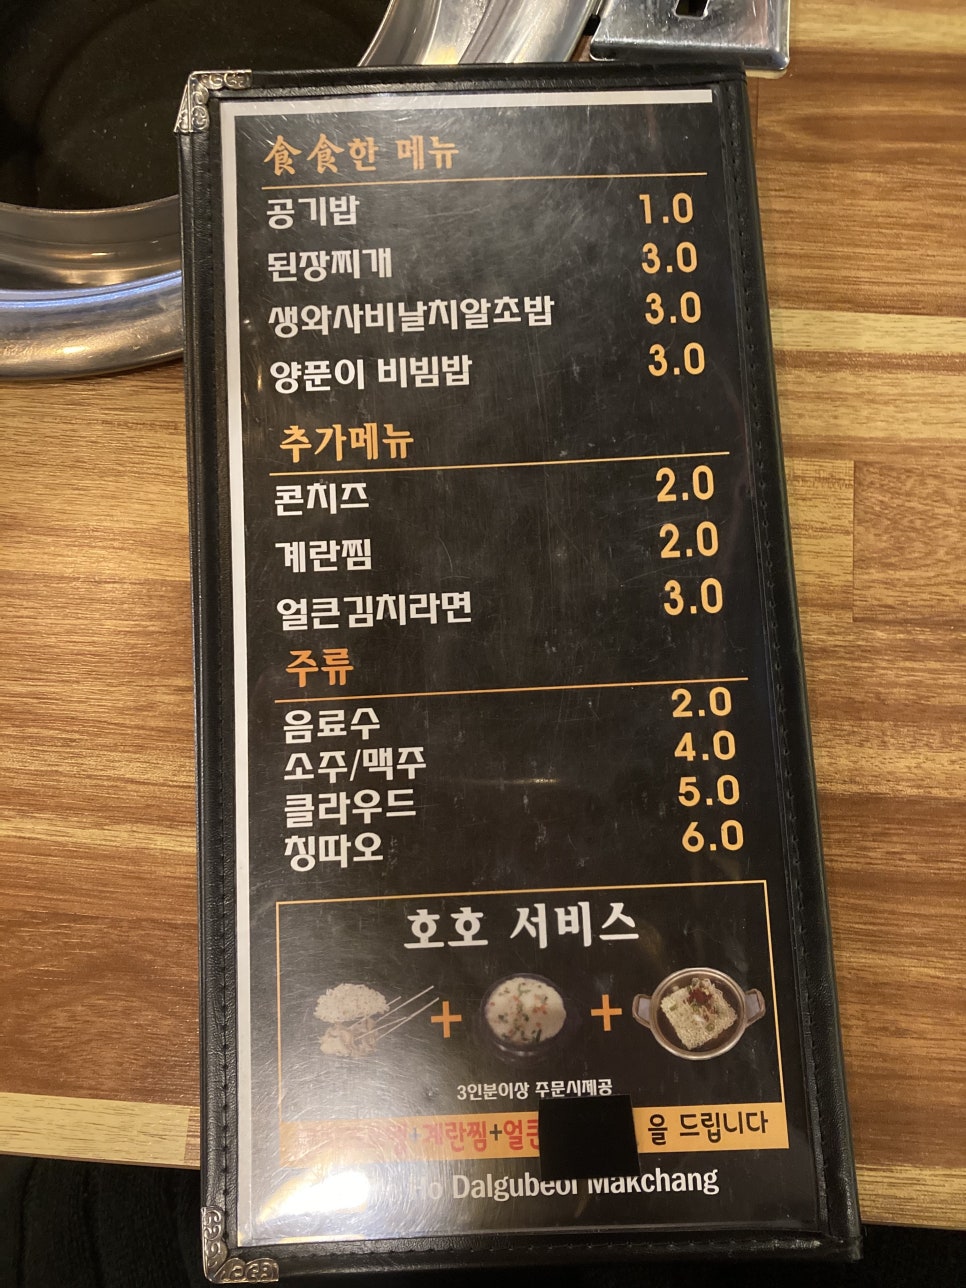 食食한 메뉴
공기밥 1.0
된장찌개 3.0
생와사비날치알초밥 3.0
양푼이 비빔밥 3.0
추가메뉴
콘치즈 2.0
계란찜 2.0
얼큰김치라면 3.0
주류
음료수 2.0
소주/맥주 4.0
클라우드 5.0
칭따오 6.0
호호 서비스
+ +
3인분이상 주문시제공
+계란찜+얼큰 을 드립니다
Ho Dalgubeol Makchang